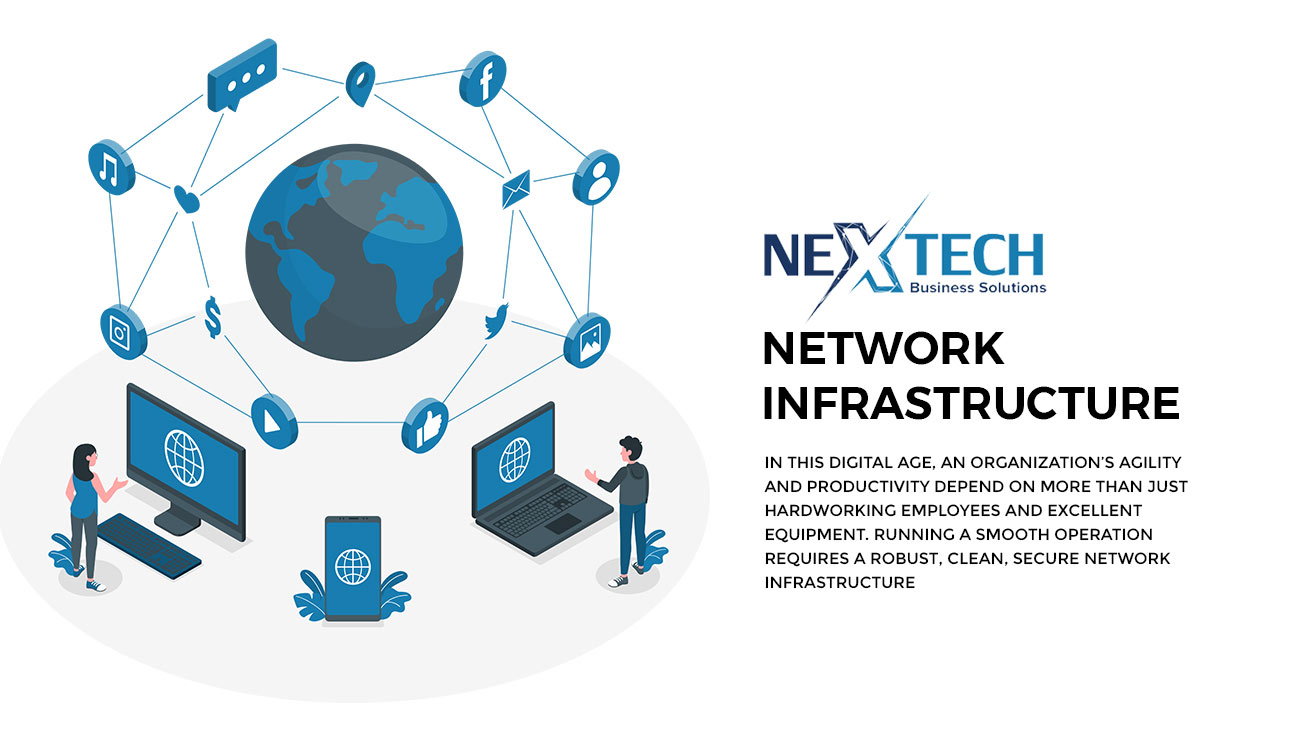 NEXTECH
Business Solutions
NETWORK
INFRASTRUCTURE
IN THIS DIGITAL AGE, AN ORGANIZATION’S AGILITY
AND PRODUCTIVITY DEPEND ON MORE THAN JUST
HARDWORKING EMPLOYEES AND EXCELLENT
EQUIPMENT. RUNNING A SMOOTH OPERATION
REQUIRES A ROBUST, CLEAN, SECURE NETWORK
INFRASTRUCTURE